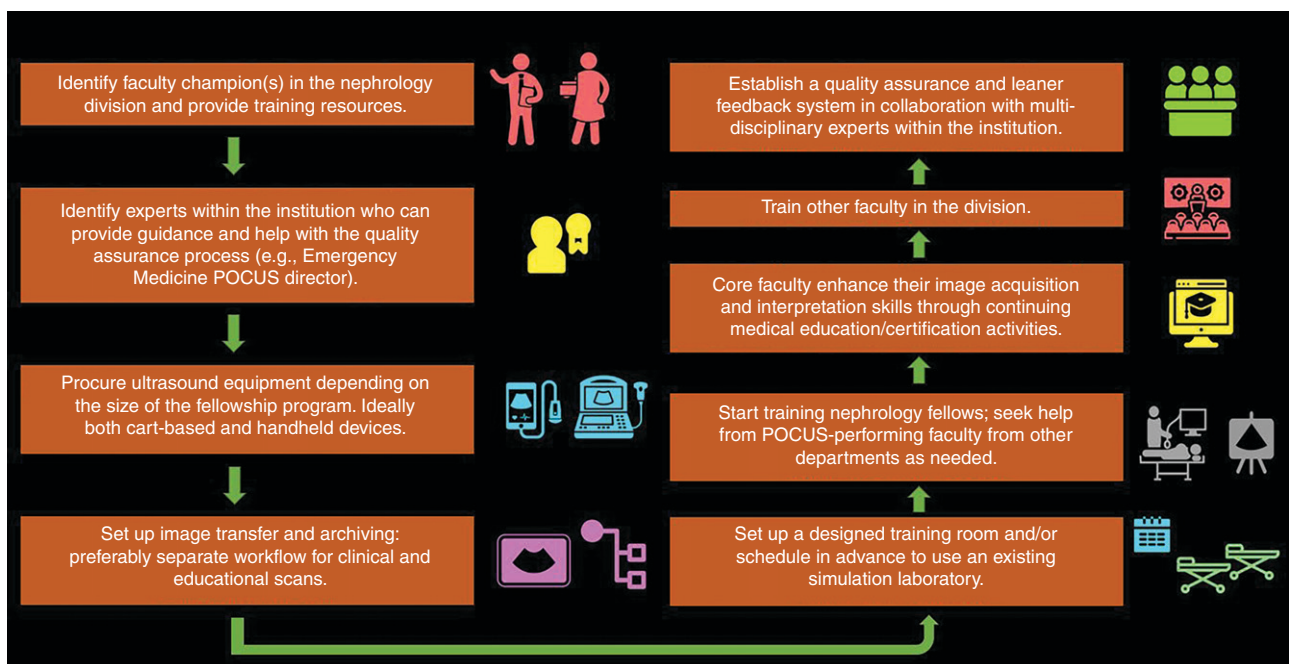 Identify faculty champion(s) in the nephrology
division and provide training resources.
Identify experts within the institution who can
provide guidance and help with the quality
assurance process (e.g., Emergency
Medicine POCUS director).
Procure ultrasound equipment depending on
the size of the fellowship program. Ideally
both cart-based and handheld devices.
Set up image transfer and archiving:
preferably separate workflow for clinical and
educational scans.
Set up a designed training room and/or
schedule in advance to use an existing
simulation laboratory.
Start training nephrology fellows; seek help
from POCUS-performing faculty from other
departments as needed.
Core faculty enhance their image acquisition
and interpretation skills through continuing
medical education/certification activities.
Train other faculty in the division.
Establish a quality assurance and leaner
feedback system in collaboration with multi-
disciplinary experts within the institution.